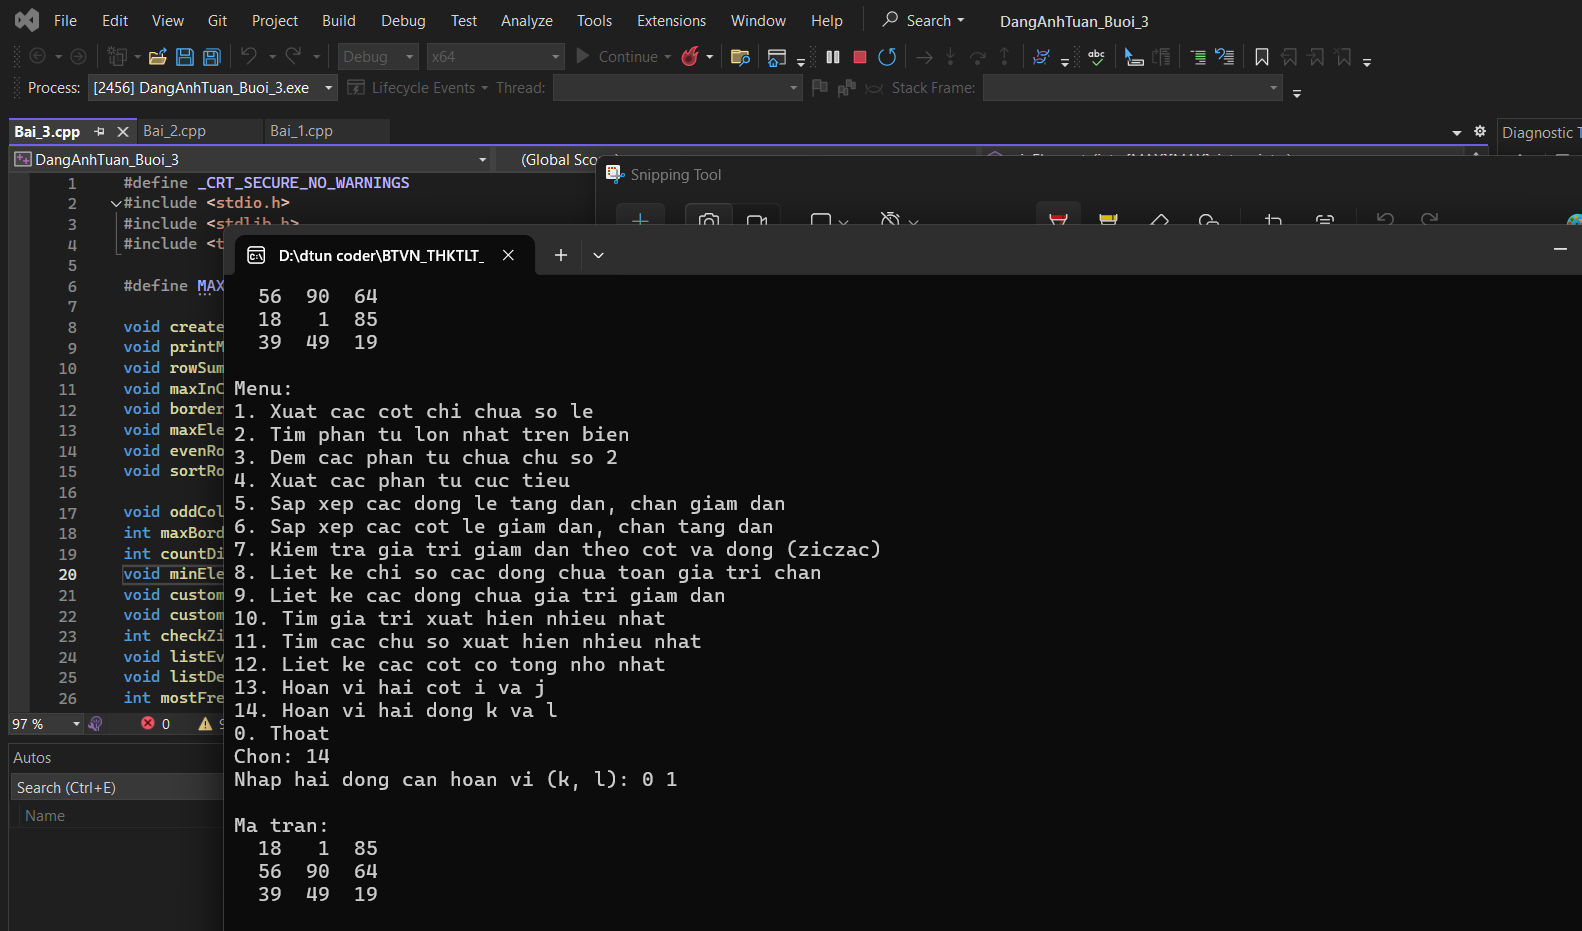 File Edit View Git Project Build Debug Test Analyze Tools Extensions Window Help Search DangAnhTuan_Buoi_3
Debug x64 Continue
Process: [2456] DangAnhTuan_Buoi_3.exe Lifecycle Events Thread: Stack Frame:
Bai_3.cpp Bai_2.cpp Bai_1.cpp Diagnostic T
DangAnhTuan_Buoi_3 (Global Sco
Snipping Tool
1 #define _CRT_SECURE_NO_WARNINGS
2 #include <stdio.h>
3 #include <stdlib.h>
4 #include <t
5
6 #define MAX
7
8 void create
9 void printM
10 void rowSum
11 void maxInC
12 void border
13 void maxEle
14 void evenRo
15 void sortRo
16
17 void oddCol
18 int maxBord
19 int countDi
20 void minEle
21 void custom
22 void custom
23 int checkZi
24 void listEv
25 void listDe
26 int mostFre
97 % 0 9
Autos
Search (Ctrl+E)
Name
D:\dtun coder\BTVN_THKTLT_
56 90 64
18 1 85
39 49 19
Menu:
1. Xuat cac cot chi chua so le
2. Tim phan tu lon nhat tren bien
3. Dem cac phan tu chua chu so 2
4. Xuat cac phan tu cuc tieu
5. Sap xep cac dong le tang dan, chan giam dan
6. Sap xep cac cot le giam dan, chan tang dan
7. Kiem tra gia tri giam dan theo cot va dong (ziczac)
8. Liet ke chi so cac dong chua toan gia tri chan
9. Liet ke cac dong chua gia tri giam dan
10. Tim gia tri xuat hien nhieu nhat
11. Tim cac chu so xuat hien nhieu nhat
12. Liet ke cac cot co tong nho nhat
13. Hoan vi hai cot i va j
14. Hoan vi hai dong k va l
0. Thoat
Chon: 14
Nhap hai dong can hoan vi (k, l): 0 1
Ma tran:
18 1 85
56 90 64
39 49 19